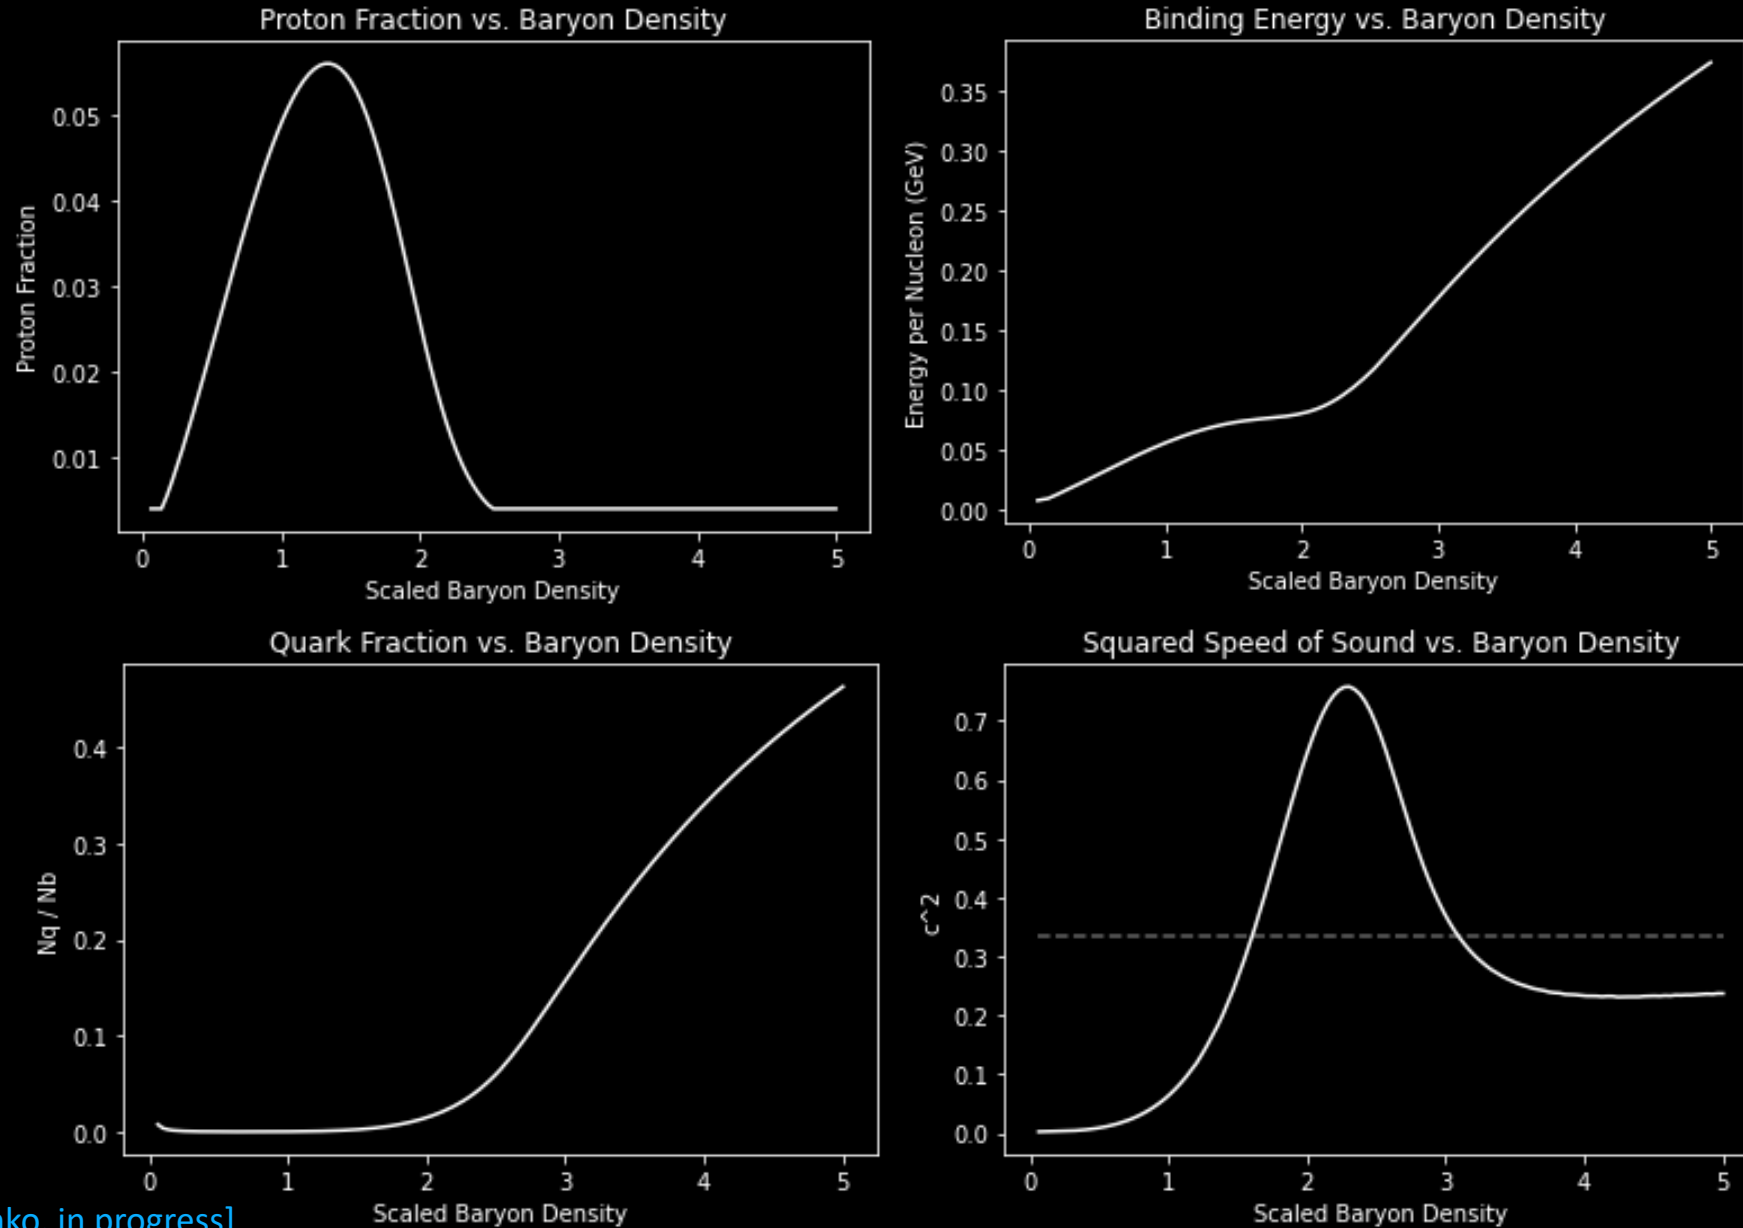 Proton Fraction vs. Baryon Density
0.05
0.04
0.03
0.02
0.01
Proton Fraction
0 1 2 3 4 5
Scaled Baryon Density
Binding Energy vs. Baryon Density
0.35
0.30
0.25
0.20
0.15
0.10
0.05
0.00
Energy per Nucleon (GeV)
0 1 2 3 4 5
Scaled Baryon Density
Quark Fraction vs. Baryon Density
0.4
0.3
0.2
0.1
0.0
Nq / Nb
0 1 2 3 4 5
Scaled Baryon Density
Squared Speed of Sound vs. Baryon Density
0.7
0.6
0.5
0.4
0.3
0.2
0.1
0.0
c^2
0 1 2 3 4 5
Scaled Baryon Density
in progress]